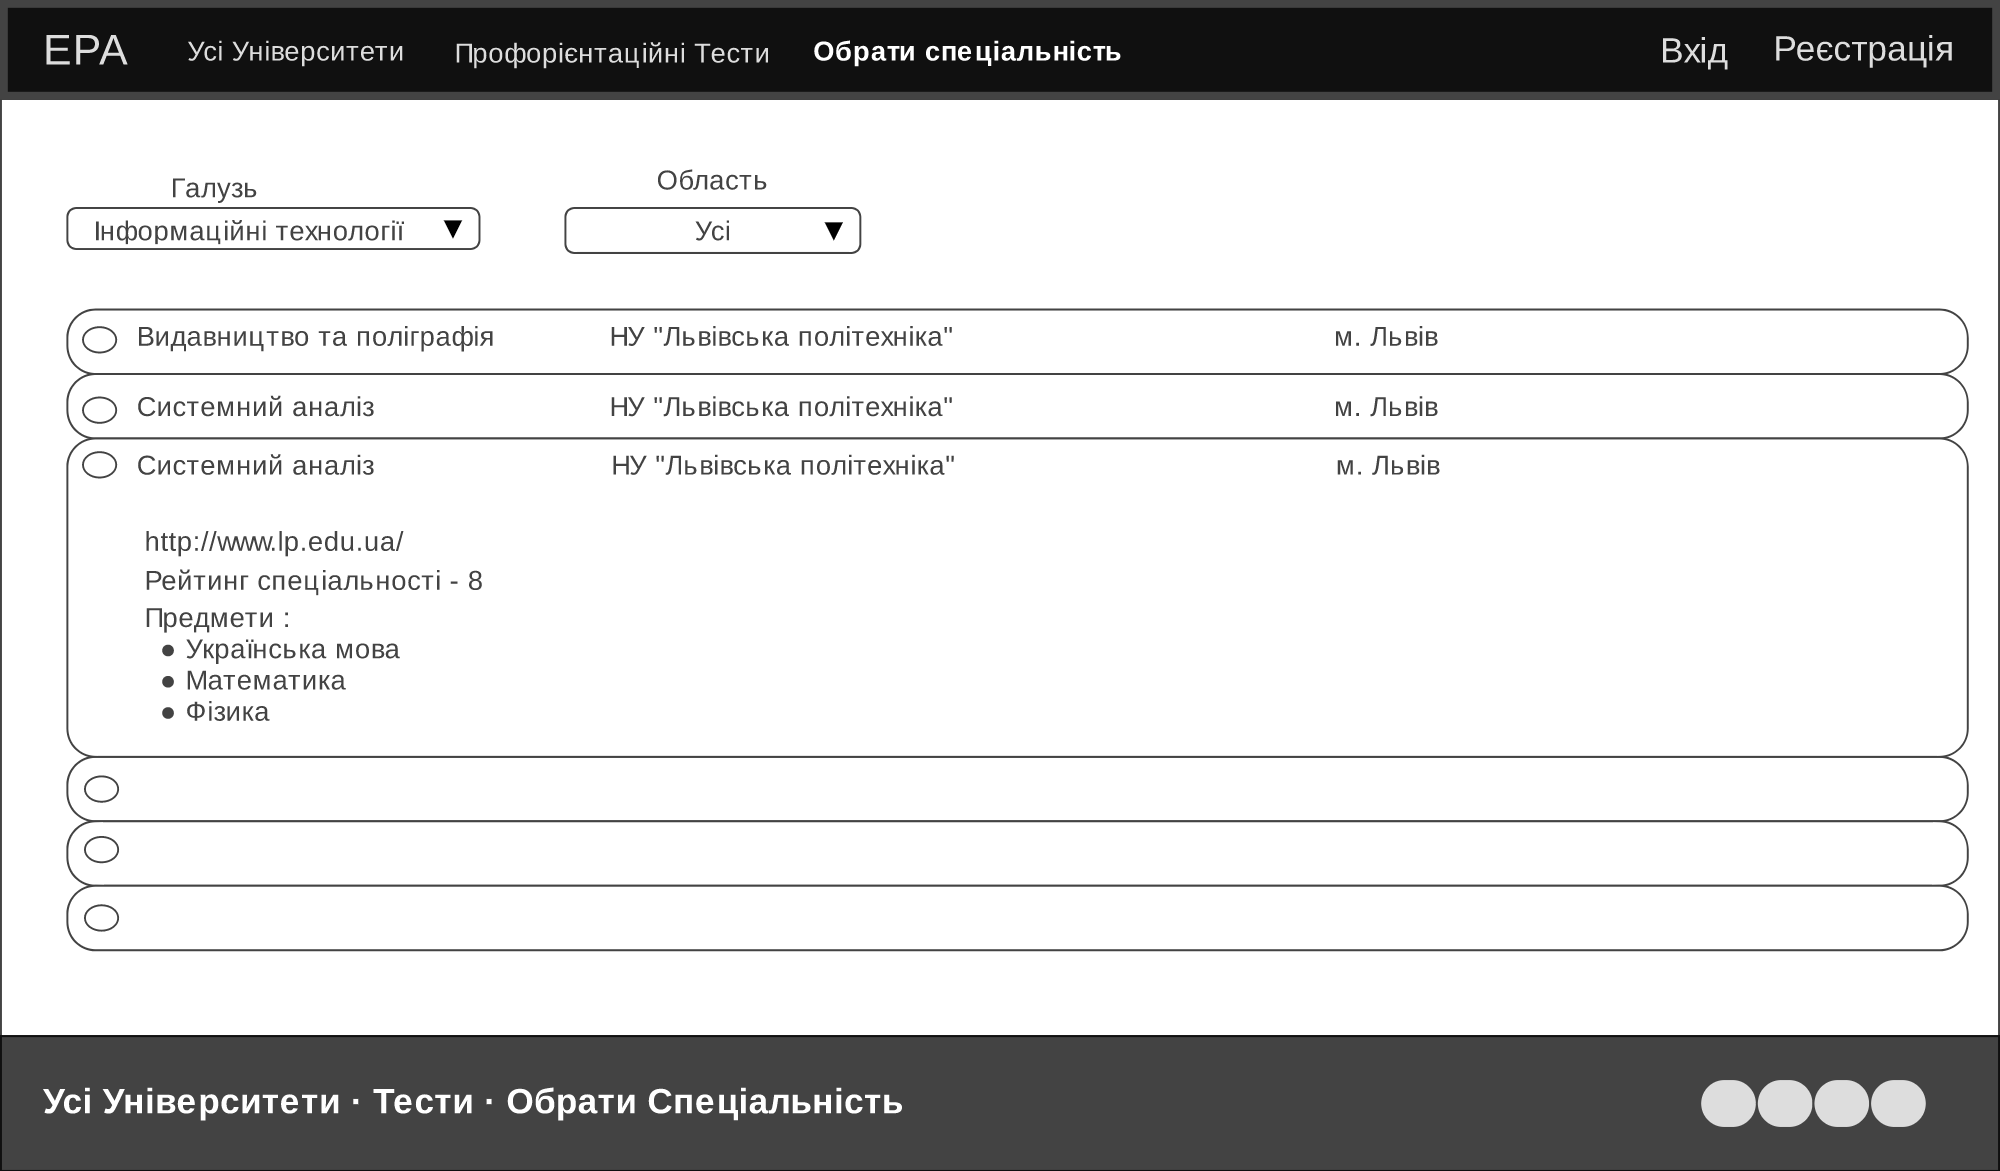 EPA Усі Університети Профорієнтаційні Тести Обрати спеціальність Вхід Реєстрація
Галузь Область
Інформаційні технології Усі
Видавництво та поліграфія НУ "Львівська політехніка" м. Львів
Системний аналіз НУ "Львівська політехніка" м. Львів
Системний аналіз НУ "Львівська політехніка" м. Львів
http://www.lp.edu.ua/
Рейтинг спеціальності - 8
Предмети :
● Українська мова
● Математика
● Фізика
Усі Університети · Тести · Обрати Спеціальність